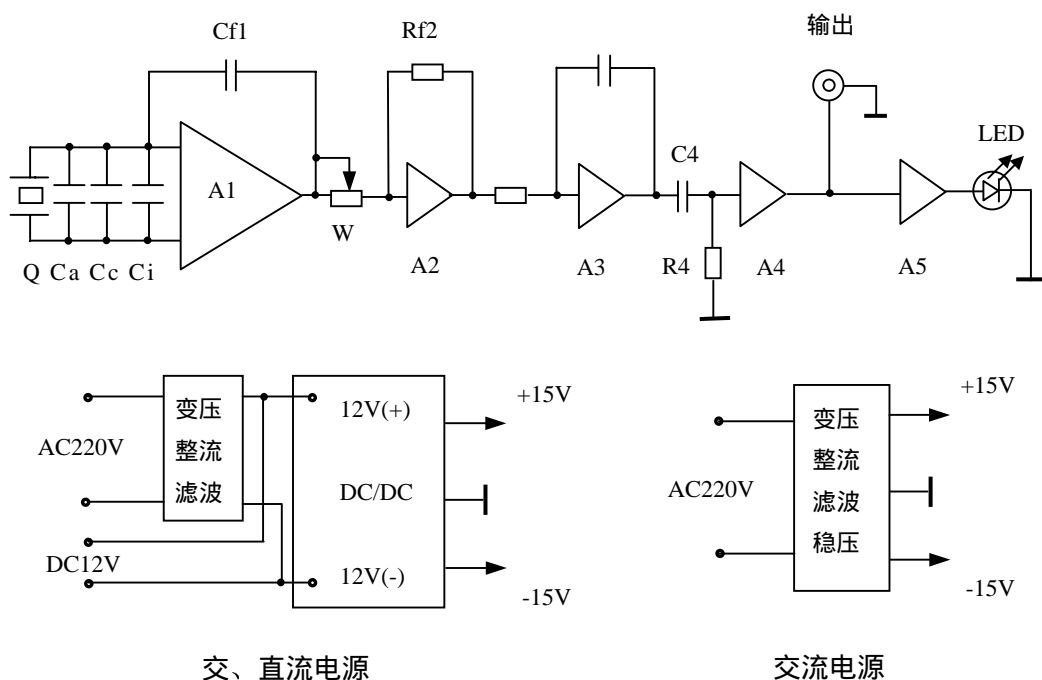 输出
Cf1
Rf2
C4
LED
A1
W
A2
A3
R4
A4
A5
Q Ca Cc Ci
AC220V
DC12V
变压
整流
滤波
12V(+)
DC/DC
12V(-)
+15V
-15V
交、直流电源
AC220V
变压
整流
滤波
稳压
+15V
-15V
交流电源